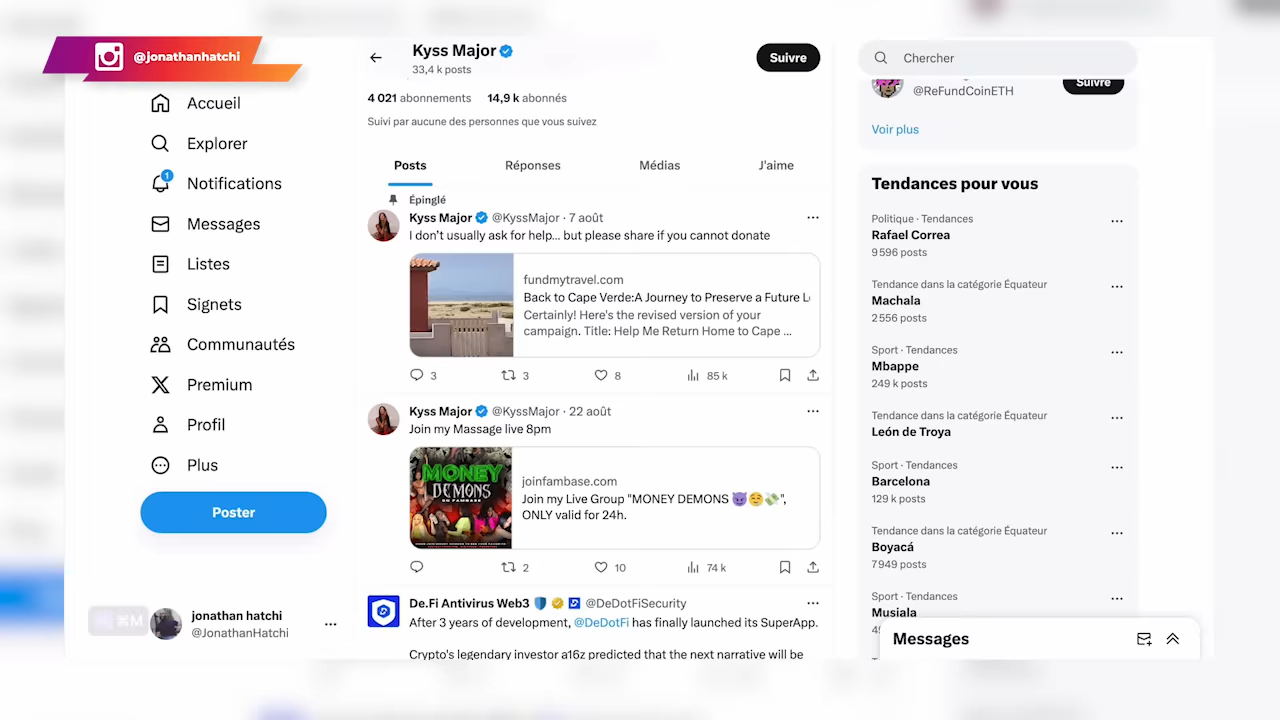 @jonathanhatchi
Accueil
Explorer
1
Notifications
Messages
Listes
Signets
Communautés
Premium
Profil
Plus
Poster
⌘M
jonathan hatchi
@JonathanHatchi
Kyss Major
33,4 k posts
Suivre
4 021 abonnements 14,9 k abonnés
Suivi par aucune des personnes que vous suivez
Posts Réponses Médias J'aime
Épinglé
Kyss Major @KyssMajor · 7 août
I don't usually ask for help... but please share if you cannot donate
fundmytravel.com
Back to Cape Verde:A Journey to Preserve a Future L
Certainly! Here's the revised version of your
campaign. Title: Help Me Return Home to Cape ...
3 3 8 85 k
Kyss Major @KyssMajor · 22 août
Join my Massage live 8pm
MONEY
DEMONS
ON FAMBASE
joinfambase.com
Join my Live Group "MONEY DEMONS 😈😌💸",
ONLY valid for 24h.
2 10 74 k
De.Fi Antivirus Web3 @DeDotFiSecurity
After 3 years of development, @DeDotFi has finally launched its SuperApp.
Crypto's legendary investor a16z predicted that the next narrative will be
Chercher
@ReFundCoinETH
Suivre
Voir plus
Tendances pour vous
Politique · Tendances
Rafael Correa
9 596 posts
Tendance dans la catégorie Équateur
Machala
2 556 posts
Sport · Tendances
Mbappe
249 k posts
Tendance dans la catégorie Équateur
León de Troya
Sport · Tendances
Barcelona
129 k posts
Tendance dans la catégorie Équateur
Boyacá
7 949 posts
Sport · Tendances
Musiala
Messages